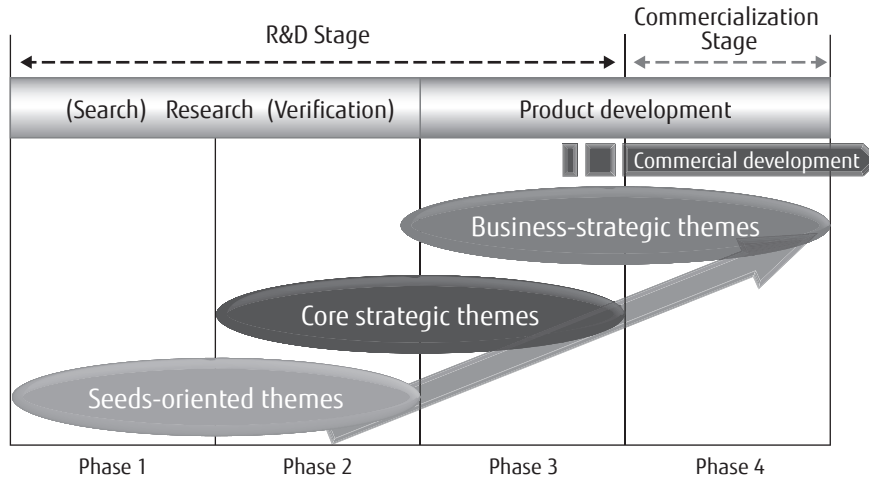 R&D Stage
Commercialization
Stage
(Search) Research (Verification)
Product development
Commercial development
Business-strategic themes
Core strategic themes
Seeds-oriented themes
Phase 1
Phase 2
Phase 3
Phase 4